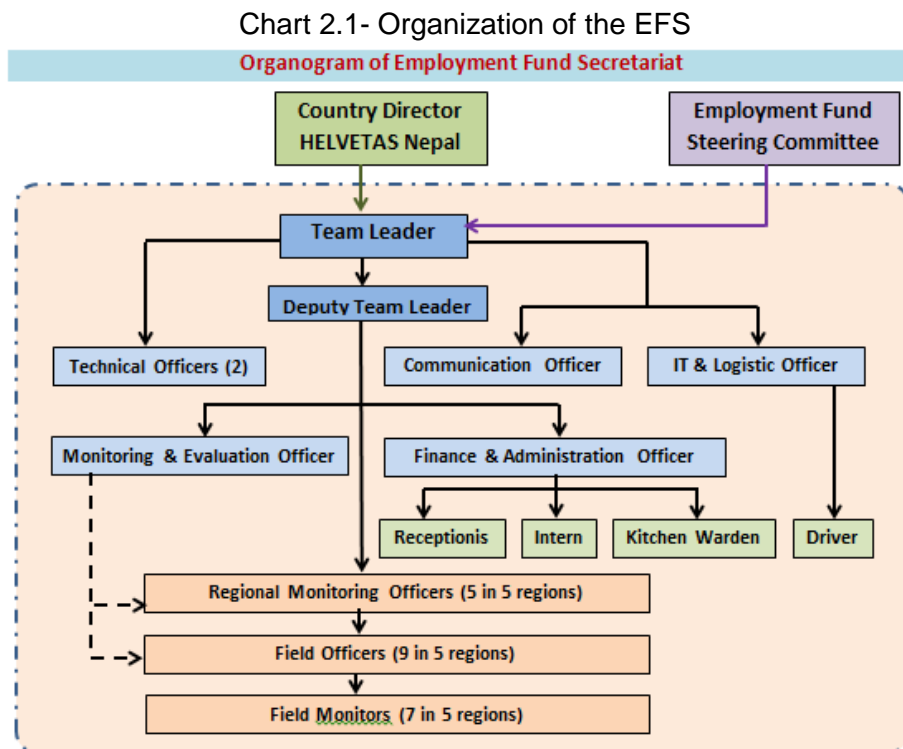 Chart 2.1- Organization of the EFS
Organogram of Employment Fund Secretariat
Country Director
HELVETAS Nepal
Employment Fund
Steering Committee
Team Leader
Deputy Team Leader
Technical Officers (2)
Communication Officer
IT & Logistic Officer
Monitoring & Evaluation Officer
Finance & Administration Officer
Receptionis
Intern
Kitchen Warden
Driver
Regional Monitoring Officers (5 in 5 regions)
Field Officers (9 in 5 regions)
Field Monitors (7 in 5 regions)